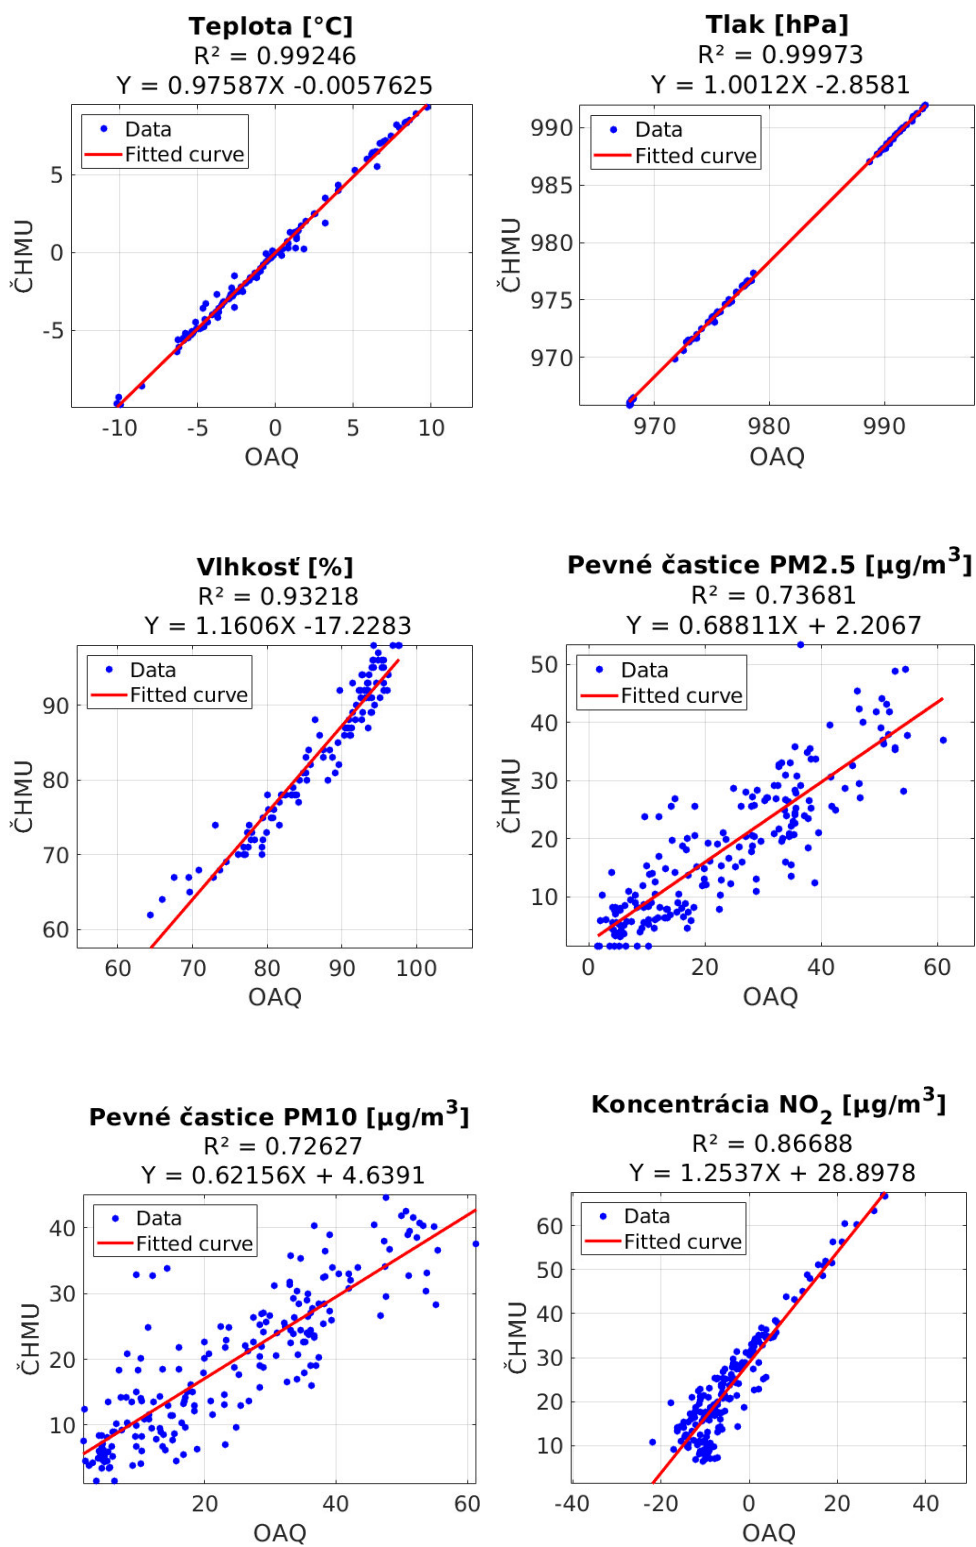 Teplota [°C]
R² = 0.99246
Y = 0.97587X -0.0057625
Data
Fitted curve
5
0
-5
ČHMU
-10
-5
0
5
10
OAQ
Tlak [hPa]
R² = 0.99973
Y = 1.0012X -2.8581
Data
Fitted curve
990
985
980
975
970
ČHMU
970
980
990
OAQ
Vlhkosť [%]
R² = 0.93218
Y = 1.1606X -17.2283
Data
Fitted curve
90
80
70
60
ČHMU
60
70
80
90
100
OAQ
Pevné častice PM2.5 [µg/m³]
R² = 0.73681
Y = 0.68811X + 2.2067
Data
Fitted curve
50
40
30
20
10
ČHMU
0
20
40
60
OAQ
Pevné častice PM10 [µg/m³]
R² = 0.72627
Y = 0.62156X + 4.6391
Data
Fitted curve
40
30
20
10
ČHMU
20
40
60
OAQ
Koncentrácia NO₂ [µg/m³]
R² = 0.86688
Y = 1.2537X + 28.8978
Data
Fitted curve
60
50
40
30
20
10
ČHMU
-40
-20
0
20
40
OAQ